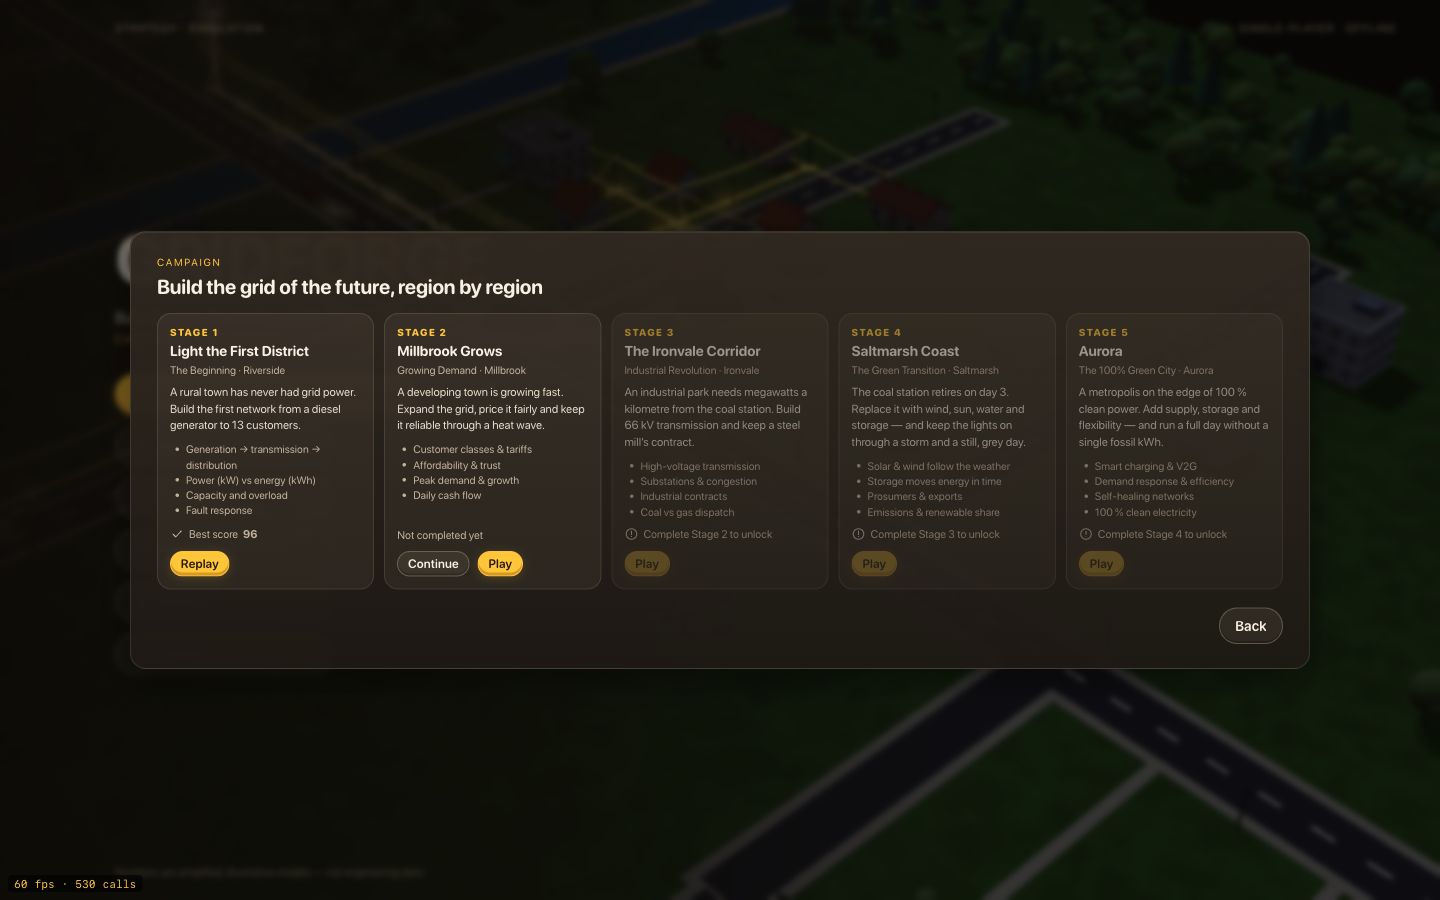 CAMPAIGN
Build the grid of the future, region by region
STAGE 1
Light the First District
The Beginning · Riverside
A rural town has never had grid power.
Build the first network from a diesel
generator to 13 customers.
• Generation → transmission →
distribution
• Power (kW) vs energy (kWh)
• Capacity and overload
• Fault response
Best score 96
Replay
STAGE 2
Millbrook Grows
Growing Demand · Millbrook
A developing town is growing fast.
Expand the grid, price it fairly and keep
it reliable through a heat wave.
• Customer classes & tariffs
• Affordability & trust
• Peak demand & growth
• Daily cash flow
Not completed yet
Continue
Play
STAGE 3
The Ironvale Corridor
Industrial Revolution · Ironvale
An industrial park needs megawatts a
kilometre from the coal station. Build
66 kV transmission and keep a steel
mill's contract.
• High-voltage transmission
• Substations & congestion
• Industrial contracts
• Coal vs gas dispatch
Complete Stage 2 to unlock
Play
STAGE 4
Saltmarsh Coast
The Green Transition · Saltmarsh
The coal station retires on day 3.
Replace it with wind, sun, water and
storage — and keep the lights on
through a storm and a still, grey day.
• Solar & wind follow the weather
• Storage moves energy in time
• Prosumers & exports
• Emissions & renewable share
Complete Stage 3 to unlock
Play
STAGE 5
Aurora
The 100% Green City · Aurora
A metropolis on the edge of 100 %
clean power. Add supply, storage and
flexibility — and run a full day without a
single fossil kWh.
• Smart charging & V2G
• Demand response & efficiency
• Self-healing networks
• 100 % clean electricity
Complete Stage 4 to unlock
Play
Back
60 fps · 530 calls